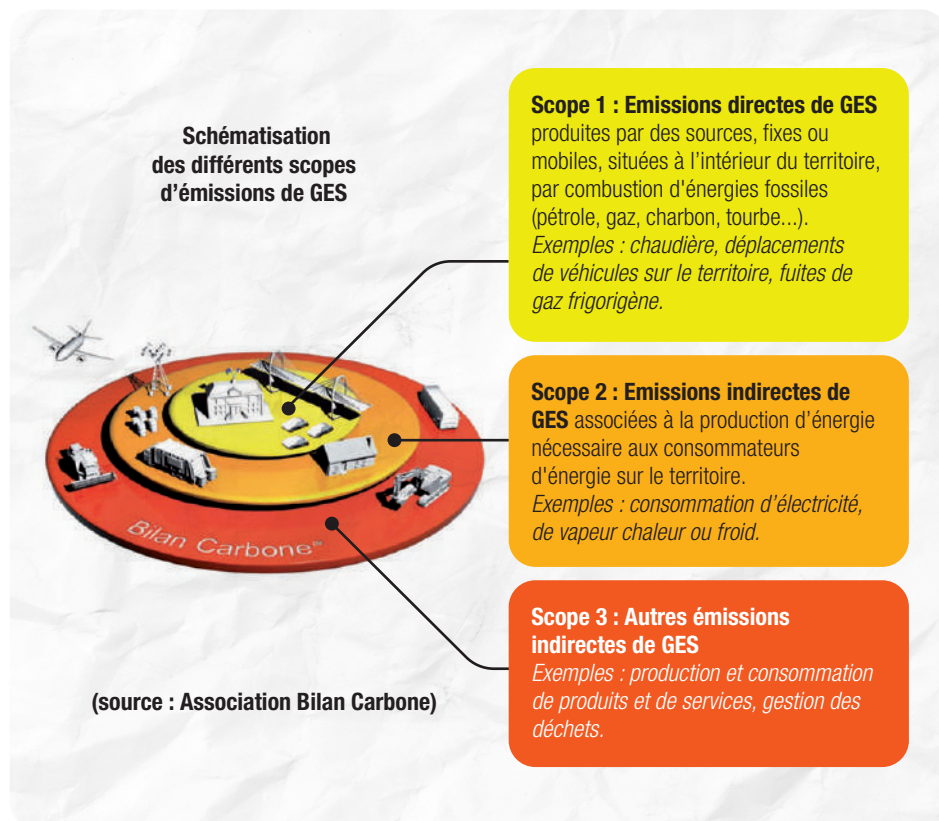 Schématisation
des différents scopes
d'émissions de GES
Scope 1 : Emissions directes de GES
produites par des sources, fixes ou
mobiles, situées à l'intérieur du territoire,
par combustion d'énergies fossiles
(pétrole, gaz, charbon, tourbe...).
Exemples : chaudière, déplacements
de véhicules sur le territoire, fuites de
gaz frigorigène.
Scope 2 : Emissions indirectes de
GES associées à la production d'énergie
nécessaire aux consommateurs
d'énergie sur le territoire.
Exemples : consommation d'électricité,
de vapeur chaleur ou froid.
Bilan Carbone®
Scope 3 : Autres émissions
indirectes de GES
Exemples : production et consommation
de produits et de services, gestion des
déchets.
(source : Association Bilan Carbone)